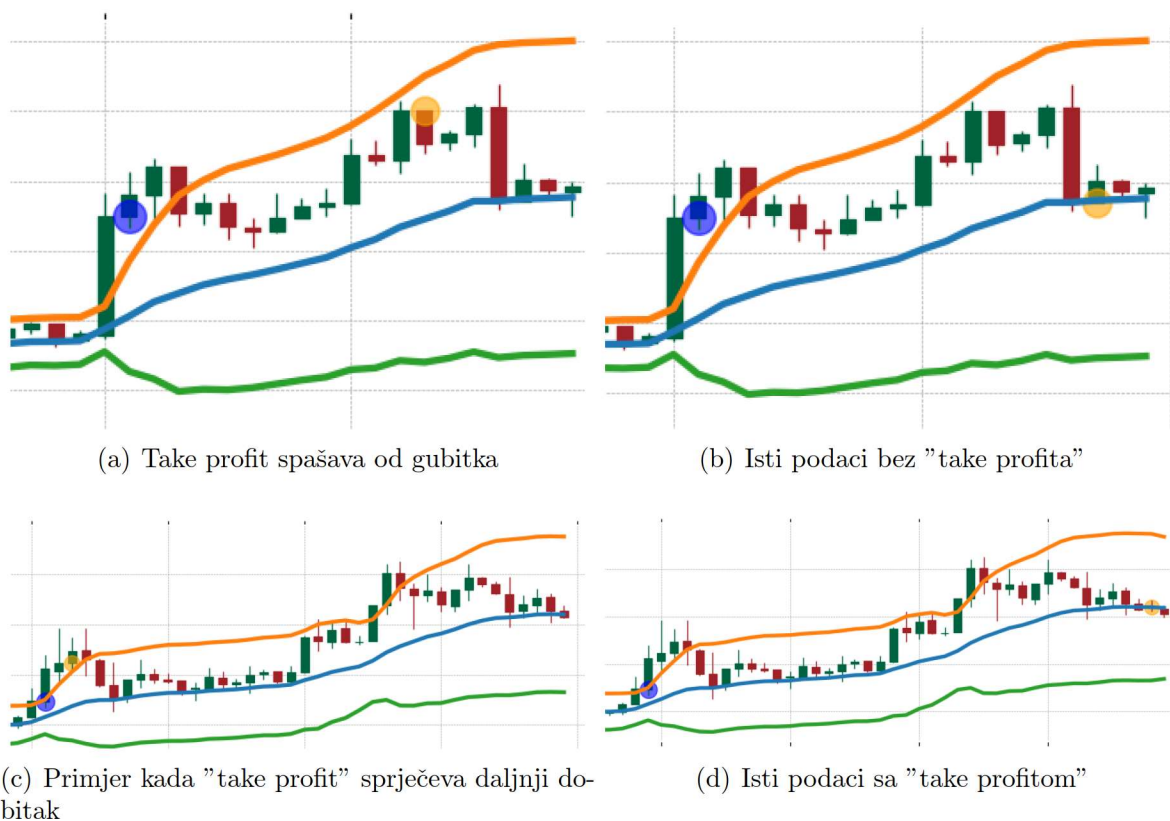 (a) Take profit spašava od gubitka
(b) Isti podaci bez ”take profita”
(c) Primjer kada ”take profit” sprječeva daljnji do-
bitak
(d) Isti podaci sa ”take profitom”